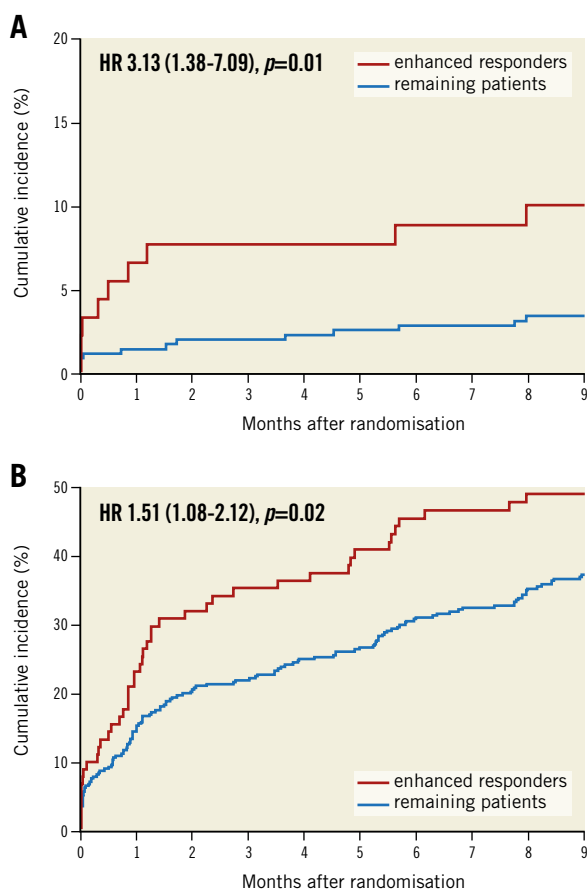 A
HR 3.13 (1.38-7.09), p=0.01
enhanced responders
remaining patients
Cumulative incidence (%)
20
15
10
5
0
0 1 2 3 4 5 6 7 8 9
Months after randomisation
B
HR 1.51 (1.08-2.12), p=0.02
Cumulative incidence (%)
50
40
30
20
10
0
enhanced responders
remaining patients
0 1 2 3 4 5 6 7 8 9
Months after randomisation